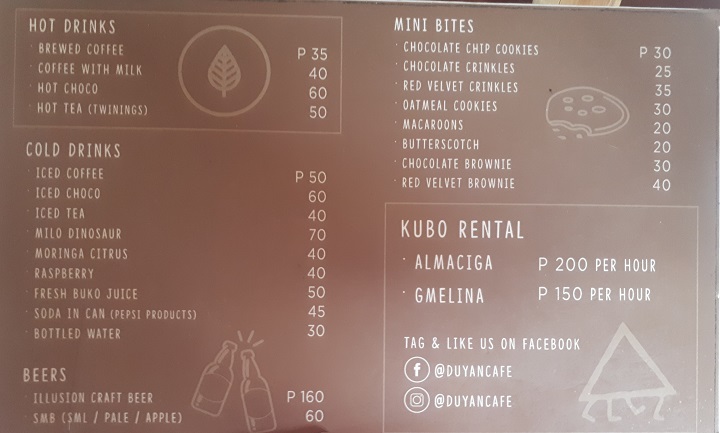 HOT DRINKS
· BREWED COFFEE P 35
· COFFEE WITH MILK 40
· HOT CHOCO 60
· HOT TEA (TWININGS) 50
COLD DRINKS
· ICED COFFEE P 50
· ICED CHOCO 60
· ICED TEA 40
· MILO DINOSAUR 70
· MORINGA CITRUS 40
· RASPBERRY 40
· FRESH BUKO JUICE 50
· SODA IN CAN (PEPSI PRODUCTS) 45
· BOTTLED WATER 30
BEERS
· ILLUSION CRAFT BEER P 160
· SMB (SML / PALE / APPLE) 60
MINI BITES
· CHOCOLATE CHIP COOKIES P 30
· CHOCOLATE CRINKLES 25
· RED VELVET CRINKLES 35
· OATMEAL COOKIES 30
· MACAROONS 20
· BUTTERSCOTCH 20
· CHOCOLATE BROWNIE 30
· RED VELVET BROWNIE 40
KUBO RENTAL
· ALMACIGA P 200 PER HOUR
· GMELINA P 150 PER HOUR
TAG & LIKE US ON FACEBOOK
@DUYANCAFE
@DUYANCAFE